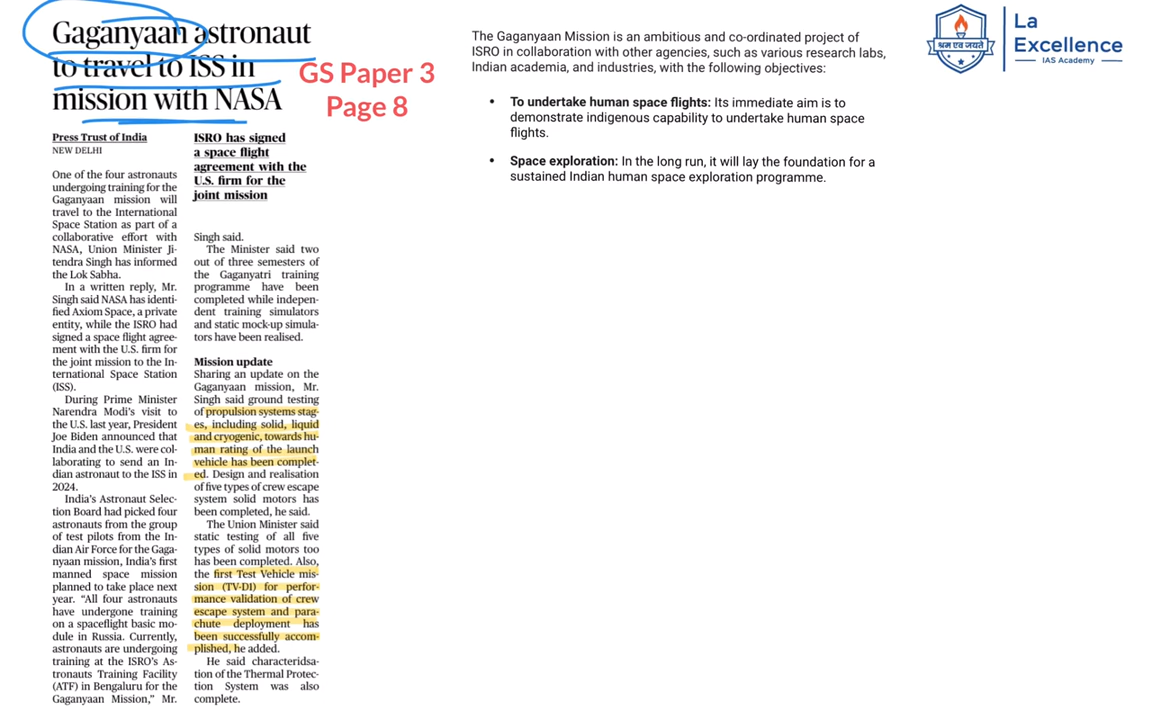 Gaganyaan astronaut
to travel to ISS in
mission with NASA
GS Paper 3
Page 8
Press Trust of India
NEW DELHI
One of the four astronauts
undergoing training for the
Gaganyaan mission will
travel to the International
Space Station as part of a
collaborative effort with
NASA, Union Minister Ji-
tendra Singh has informed
the Lok Sabha.
In a written reply, Mr.
Singh said NASA has identi-
fied Axiom Space, a private
entity, while the ISRO had
signed a space flight agree-
ment with the U.S. firm for
the joint mission to the In-
ternational Space Station
(ISS).
During Prime Minister
Narendra Modi's visit to
the U.S. last year, President
Joe Biden announced that
India and the U.S. were col-
laborating to send an In-
dian astronaut to the ISS in
2024.
India's Astronaut Selec-
tion Board had picked four
astronauts from the group
of test pilots from the In-
dian Air Force for the Gaga-
nyaan mission, India's first
manned space mission
planned to take place next
year. “All four astronauts
have undergone training
on a spaceflight basic mo-
dule in Russia. Currently,
astronauts are undergoing
training at the ISRO's As-
tronauts Training Facility
(ATF) in Bengaluru for the
Gaganyaan Mission,” Mr.
ISRO has signed
a space flight
agreement with the
U.S. firm for the
joint mission
Singh said.
The Minister said two
out of three semesters of
the Gaganyatri training
programme have been
completed while indepen-
dent training simulators
and static mock-up simula-
tors have been realised.
Mission update
Sharing an update on the
Gaganyaan mission, Mr.
Singh said ground testing
of propulsion systems stag-
es, including solid, liquid
and cryogenic, towards hu-
man rating of the launch
vehicle has been complet-
ed. Design and realisation
of five types of crew escape
system solid motors has
been completed, he said.
The Union Minister said
static testing of all five
types of solid motors too
has been completed. Also,
the first Test Vehicle mis-
sion (TV-D1) for perfor-
mance validation of crew
escape system and para-
chute deployment has
been successfully accom-
plished, he added.
He said characteridsa-
tion of the Thermal Protec-
tion System was also
complete.
The Gaganyaan Mission is an ambitious and co-ordinated project of
ISRO in collaboration with other agencies, such as various research labs,
Indian academia, and industries, with the following objectives:
• To undertake human space flights: Its immediate aim is to
demonstrate indigenous capability to undertake human space
flights.
• Space exploration: In the long run, it will lay the foundation for a
sustained Indian human space exploration programme.
श्रम एव जयते
La
Excellence
IAS Academy